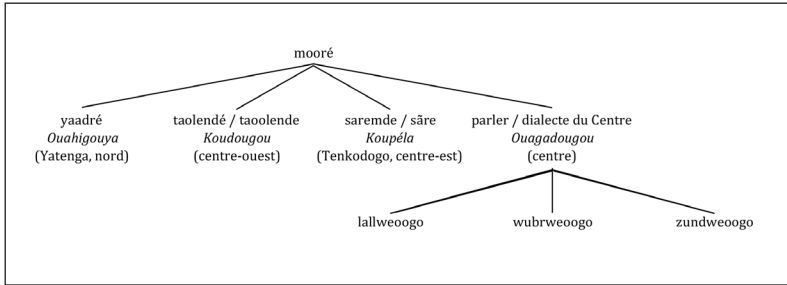 mooré
yaadré taolendé / taoolende saremde / sãre parler / dialecte du Centre
Ouahigouya Koudougou Koupéla Ouagadougou
(Yatenga, nord) (centre-ouest) (Tenkodogo, centre-est) (centre)
lallweoogo wubrweoogo zundweoogo